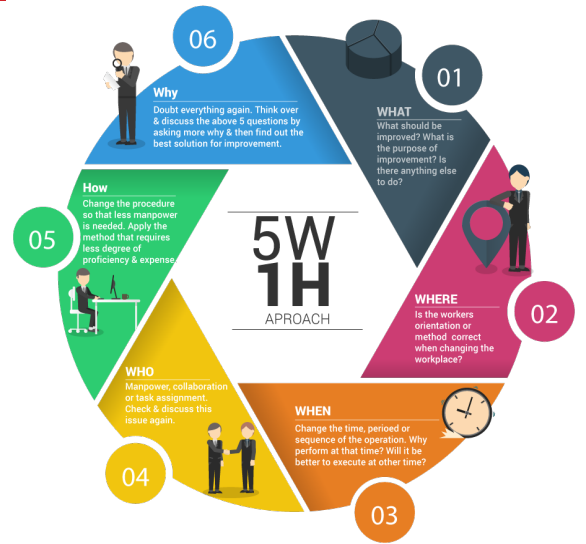 5W
1H
APROACH
01
WHAT
What should be
improved? What is
the purpose of
improvement? Is
there anything else
to do?
02
WHERE
Is the workers
orientation or
method correct
when changing the
workplace?
03
WHEN
Change the time, perioed or
sequence of the operation. Why
perform at that time? Will it be
better to execute at other time?
04
WHO
Manpower, collaboration
or task assignment.
Check & discuss this
issue again.
05
How
Change the procedure
so that less manpower
is needed. Apply the
method that requires
less degree of
proficiency & expense
06
Why
Doubt everything again. Think over
& discuss the above 5 questions by
asking more why & then find out the
best solution for improvement.